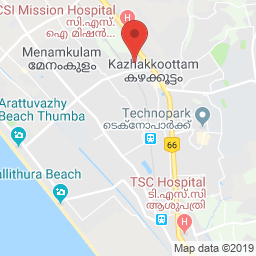 CSI Mission Hospital
സി.എസ്.
ഐ മിഷൻ...
Menamkulam
മേനംകുളം
Kazhakkoottam
കഴക്കൂട്ടം
Arattuvazhy
Beach Thumba
Technopark
ടെക്നോപാർക്ക്
66
allithura Beach
TSC Hospital
ടി.എസ്.സി
ആശുപത്രി
H
H
Map data ©2019